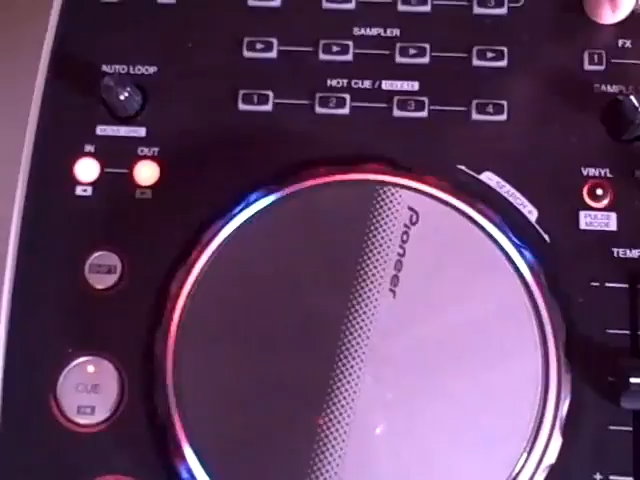 SAMPLER
FX
1
AUTO LOOP
HOT CUE / DELETE
1 2 3 4
IN OUT
VINYL
- SEARCH +
PULSE
MODE
Pioneer
SHIFT
CUE